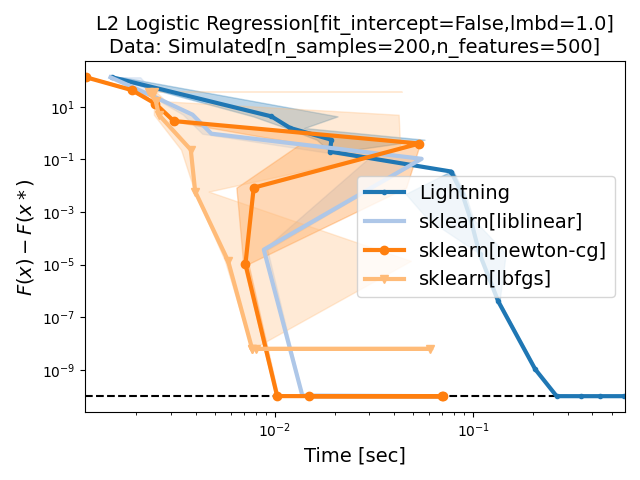 L2 Logistic Regression[fit_intercept=False,lmbd=1.0]
Data: Simulated[n_samples=200,n_features=500]
F(x) − F(x*)
10¹
10⁻¹
10⁻³
10⁻⁵
10⁻⁷
10⁻⁹
Lightning
sklearn[liblinear]
sklearn[newton-cg]
sklearn[lbfgs]
10⁻²
10⁻¹
Time [sec]